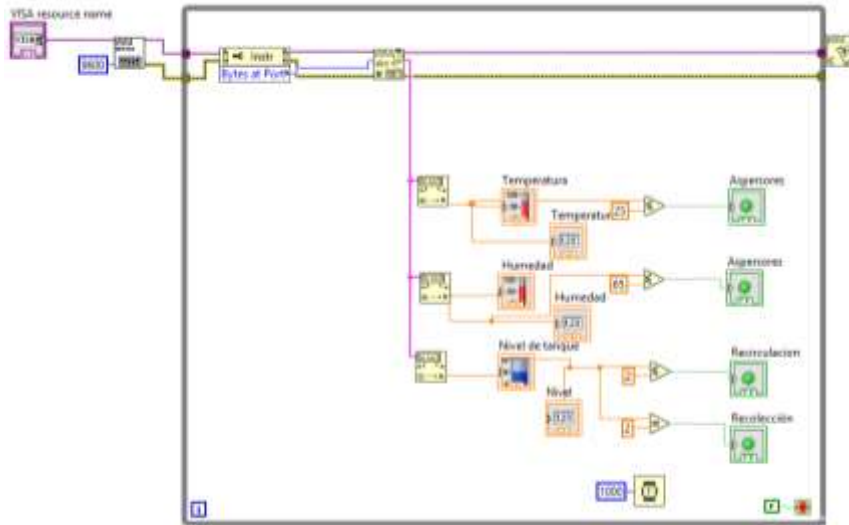 VISA resource name
9600
Instr
Bytes at Port
Temperatura
25
Aspersores
Temperatura
Humedad
65
Aspersores
Humedad
Nivel de tanque
2
Recirculacion
Nivel
2
Recolección
1000
i
F